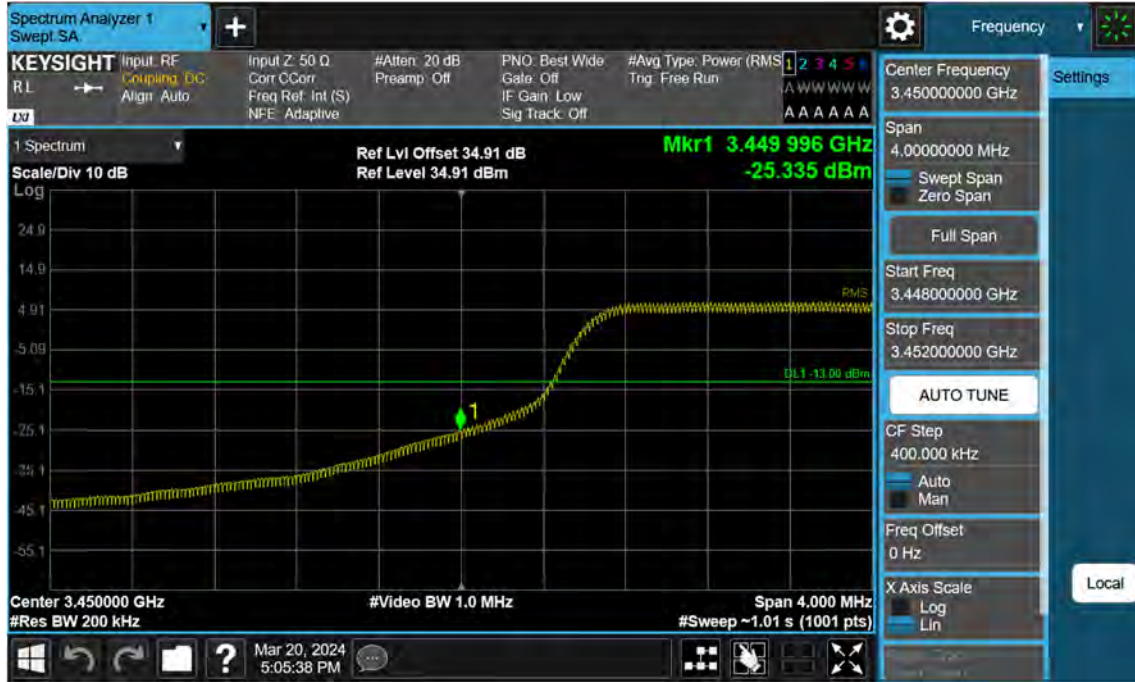 Spectrum Analyzer 1
Swept SA
+
Frequency
KEYSIGHT
RL
LXI
Input: RF
Coupling: DC
Align: Auto
Input Z: 50 Ω
Corr CCorr
Freq Ref: Int (S)
NFE: Adaptive
#Atten: 20 dB
Preamp: Off
PNO: Best Wide
Gate: Off
IF Gain: Low
Sig Track: Off
#Avg Type: Power (RMS
Trig: Free Run
1 2 3 4 5 6
A W W W W W
A A A A A A
1 Spectrum
Scale/Div 10 dB
Log
Ref Lvl Offset 34.91 dB
Ref Level 34.91 dBm
Mkr1 3.449 996 GHz
-25.335 dBm
24.9
14.9
4.91
-5.09
-15.1
-25.1
-45.1
-55.1
RMS
DL1 -13.00 dBm
1
Center 3.450000 GHz
#Res BW 200 kHz
#Video BW 1.0 MHz
Span 4.000 MHz
#Sweep ~1.01 s (1001 pts)
?
Mar 20, 2024
5:05:38 PM
Center Frequency
3.450000000 GHz
Span
4.00000000 MHz
Swept Span
Zero Span
Full Span
Start Freq
3.448000000 GHz
Stop Freq
3.452000000 GHz
AUTO TUNE
CF Step
400.000 kHz
Auto
Man
Freq Offset
0 Hz
X Axis Scale
Log
Lin
Settings
Local